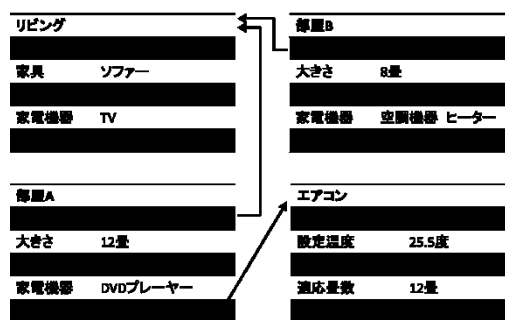 リビング
家具 ソファー
家電機器 TV
部屋B
大きさ 8畳
家電機器 空調機器 ヒーター
部屋A
大きさ 12畳
家電機器 DVDプレーヤー
エアコン
設定温度 25.5度
適応畳数 12畳